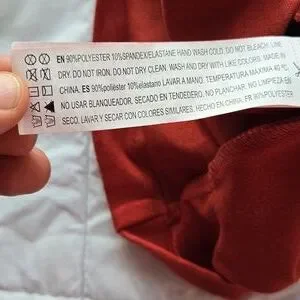 EN 90%POLYESTER 10%SPANDEX/ELASTANE HAND WASH COLD. DO NOT BLEACH. LINE
DRY. DO NOT IRON. DO NOT DRY CLEAN. WASH AND DRY WITH LIKE COLORS. MADE IN
CHINA. ES 90%poliéster 10%elastano LAVAR A MANO. TEMPERATURA MAXIMA 40 ºC.
NO USAR BLANQUEADOR. SECADO EN TENDEDERO. NO PLANCHAR. NO LIMPIEZA EN
SECO. LAVAR Y SECAR CON COLORES SIMILARES. HECHO EN CHINA. FR 90%POLYESTER